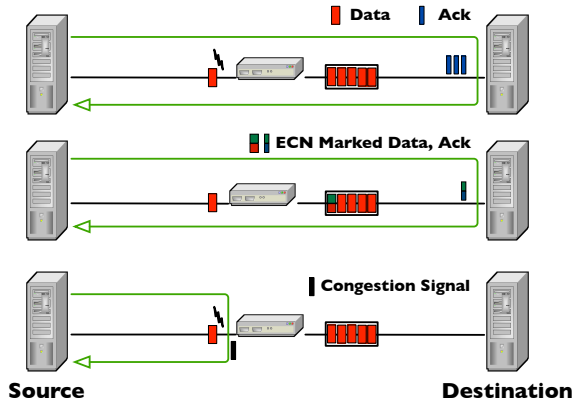 Data Ack
ECN Marked Data, Ack
Congestion Signal
Source Destination